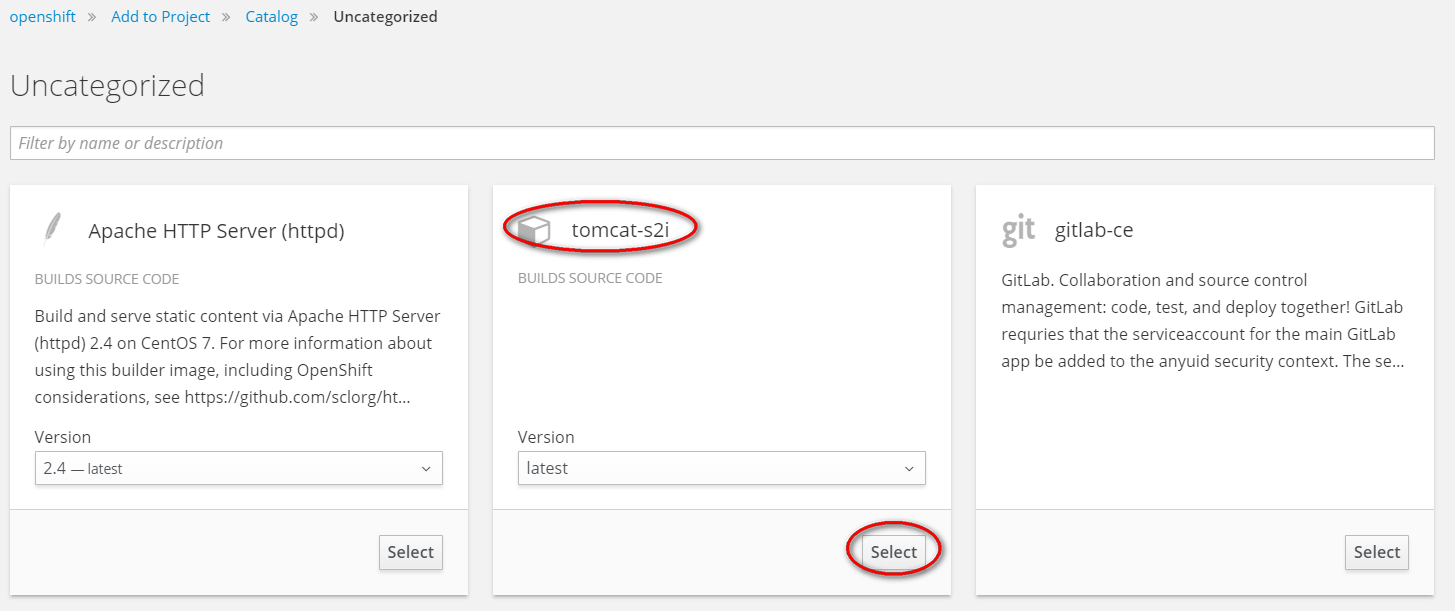 openshift » Add to Project » Catalog » Uncategorized
Uncategorized
Filter by name or description
Apache HTTP Server (httpd)
BUILDS SOURCE CODE
Build and serve static content via Apache HTTP Server
(httpd) 2.4 on CentOS 7. For more information about
using this builder image, including OpenShift
considerations, see https://github.com/sclorg/ht...
Version
2.4 — latest
Select
tomcat-s2i
BUILDS SOURCE CODE
Version
latest
Select
git gitlab-ce
GitLab. Collaboration and source control
management: code, test, and deploy together! GitLab
requries that the serviceaccount for the main GitLab
app be added to the anyuid security context. The se...
Select